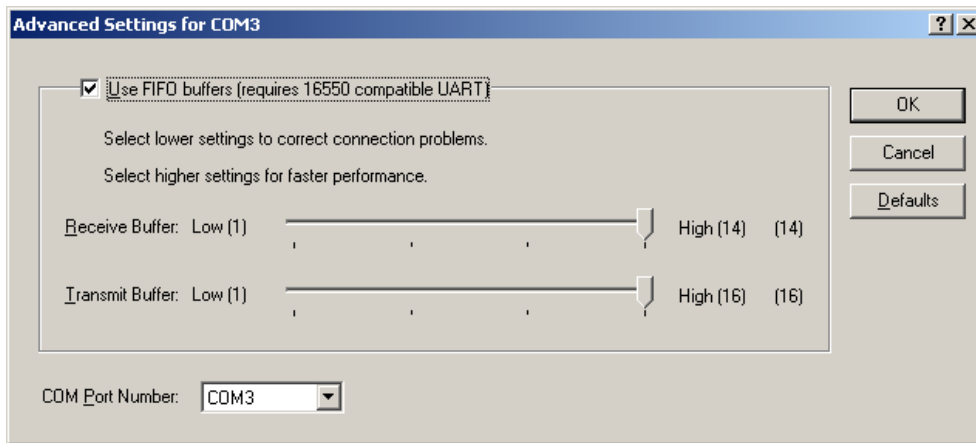 Advanced Settings for COM3
Use FIFO buffers (requires 16550 compatible UART)
OK
Select lower settings to correct connection problems.
Cancel
Select higher settings for faster performance.
Defaults
Receive Buffer: Low (1) High (14) (14)
Transmit Buffer: Low (1) High (16) (16)
COM Port Number: COM3